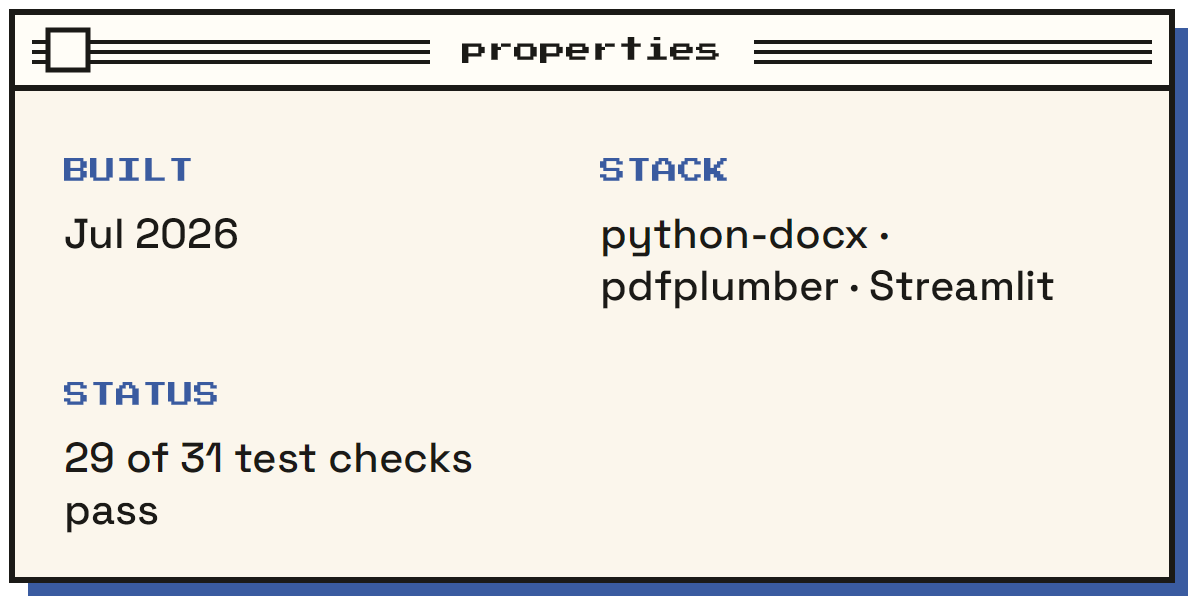 properties
BUILT
Jul 2026
STACK
python-docx ·
pdfplumber · Streamlit
STATUS
29 of 31 test checks
pass